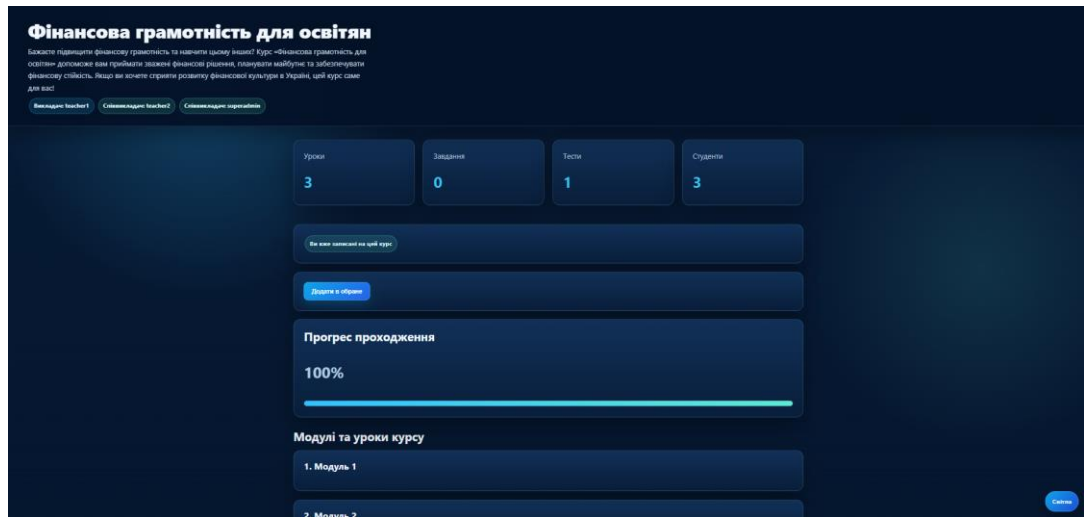 Фінансова грамотність для освітян
Бажаєте підвищити фінансову грамотність та навчити цьому інших? Курс «Фінансова грамотність для
освітян» допоможе вам приймати зважені фінансові рішення, планувати майбутнє та забезпечувати
фінансову стійкість. Якщо ви хочете сприяти розвитку фінансової культури в Україні, цей курс саме
для вас!
Викладач: teacher1 Співвикладач: teacher2 Співвикладач: superadmin
Уроки Завдання Тести Студенти
3 0 1 3
Ви вже записані на цей курс
Додати в обране
Прогрес проходження
100%
Модулі та уроки курсу
1. Модуль 1
2. Модуль 2